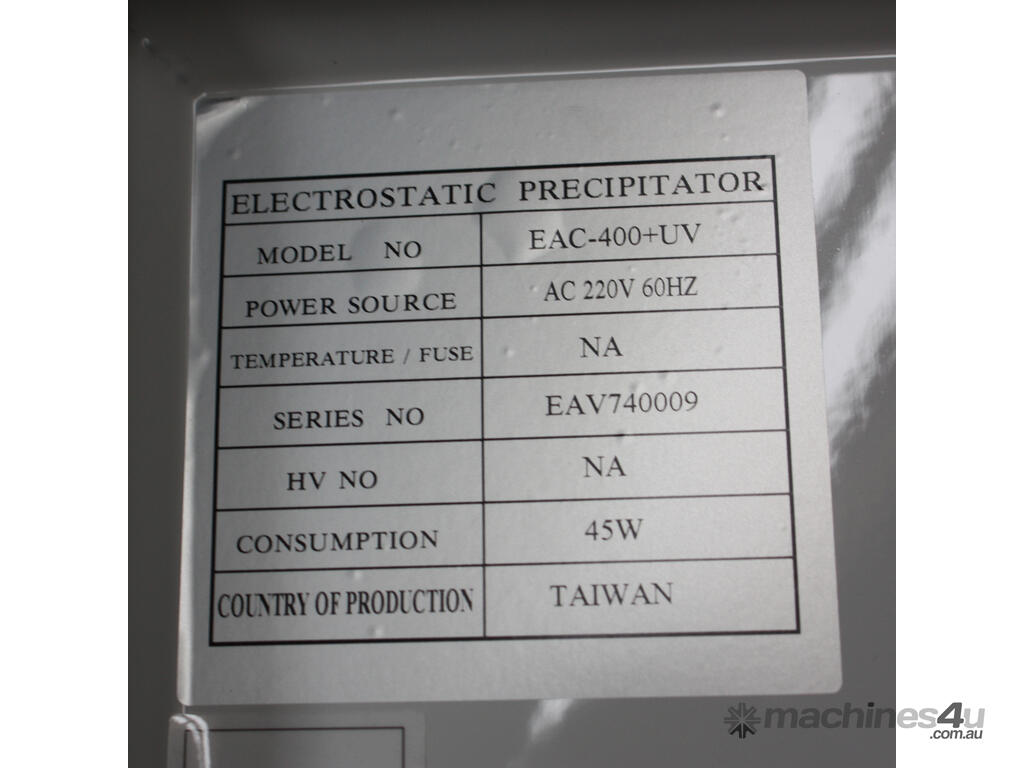 ELECTROSTATIC PRECIPITATOR
MODEL NO EAC-400+UV
POWER SOURCE AC 220V 60HZ
TEMPERATURE / FUSE NA
SERIES NO EAV740009
HV NO NA
CONSUMPTION 45W
COUNTRY OF PRODUCTION TAIWAN
machines4u
.com.au